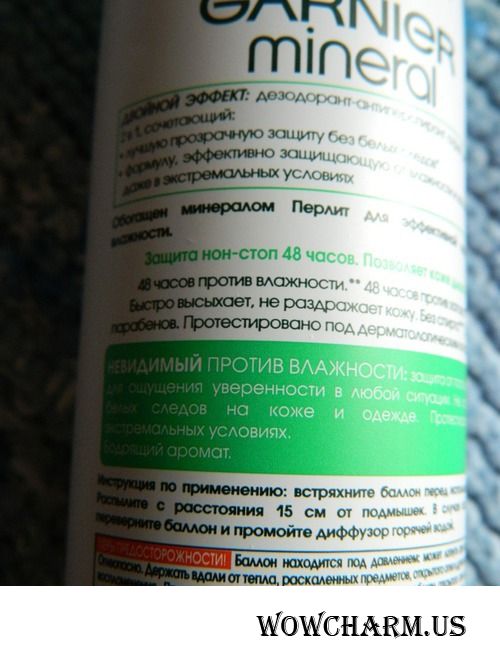 GARNIER
mineral
ДВОЙНОЙ ЭФФЕКТ: дезодорант-антиперспирант
2 в 1, сочетающий:
• лучшую прозрачную защиту без белых следов
• формулу, эффективно защищающую от влажности
даже в экстремальных условиях
Обогащен минералом Перлит для эффективной
влажности.
Защита нон-стоп 48 часов. Позволяет коже
48 часов против влажности.** 48 часов против
Быстро высыхает, не раздражает кожу. Без спирта
парабенов. Протестировано под дерматологическим
НЕВИДИМЫЙ ПРОТИВ ВЛАЖНОСТИ: защита от
для ощущения уверенности в любой ситуации. Не
белых следов на коже и одежде.
экстремальных условиях.
Бодрящий аромат.
Инструкция по применению: встряхните баллон перед
Распылите с расстояния 15 см от подмышек. В случае
переверните баллон и промойте диффузор горячей водой.
МЕРЫ ПРЕДОСТОРОЖНОСТИ! Баллон находится под давлением: может
Огнеопасно. Держать вдали от тепла, раскаленных предметов, открытого
WOWCHARM.US